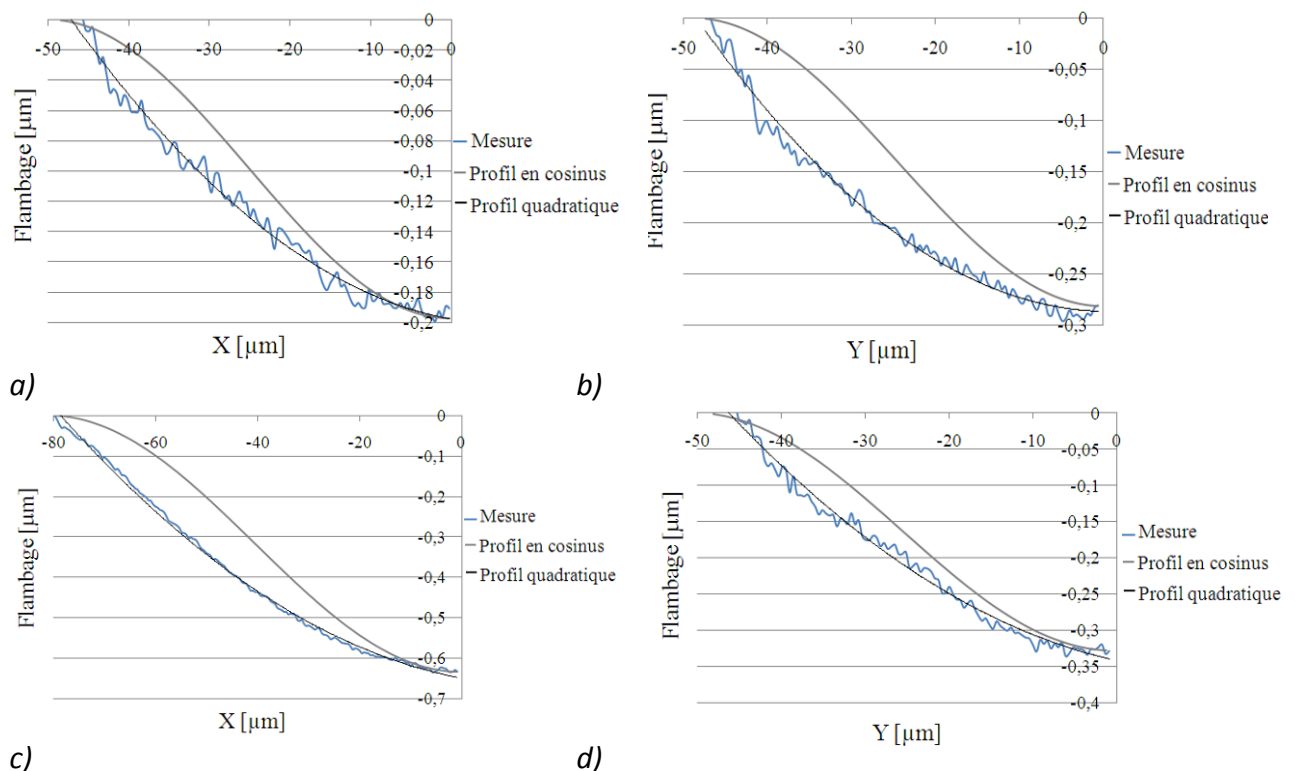 0
-50
-40
-30
-20
-10
0
-0,02
-0,04
-0,06
-0,08
-0,1
-0,12
-0,14
-0,16
-0,18
-0,2
Flambage [µm]
X [µm]
Mesure
Profil en cosinus
Profil quadratique
a)
0
-50
-40
-30
-20
-10
0
-0,05
-0,1
-0,15
-0,2
-0,25
-0,3
Flambage [µm]
Y [µm]
Mesure
Profil en cosinus
Profil quadratique
b)
0
-80
-60
-40
-20
0
-0,1
-0,2
-0,3
-0,4
-0,5
-0,6
-0,7
Flambage [µm]
X [µm]
Mesure
Profil en cosinus
Profil quadratique
c)
0
-50
-40
-30
-20
-10
0
-0,05
-0,1
-0,15
-0,2
-0,25
-0,3
-0,35
-0,4
Flambage [µm]
Y [µm]
Mesure
Profil en cosinus
Profil quadratique
d)